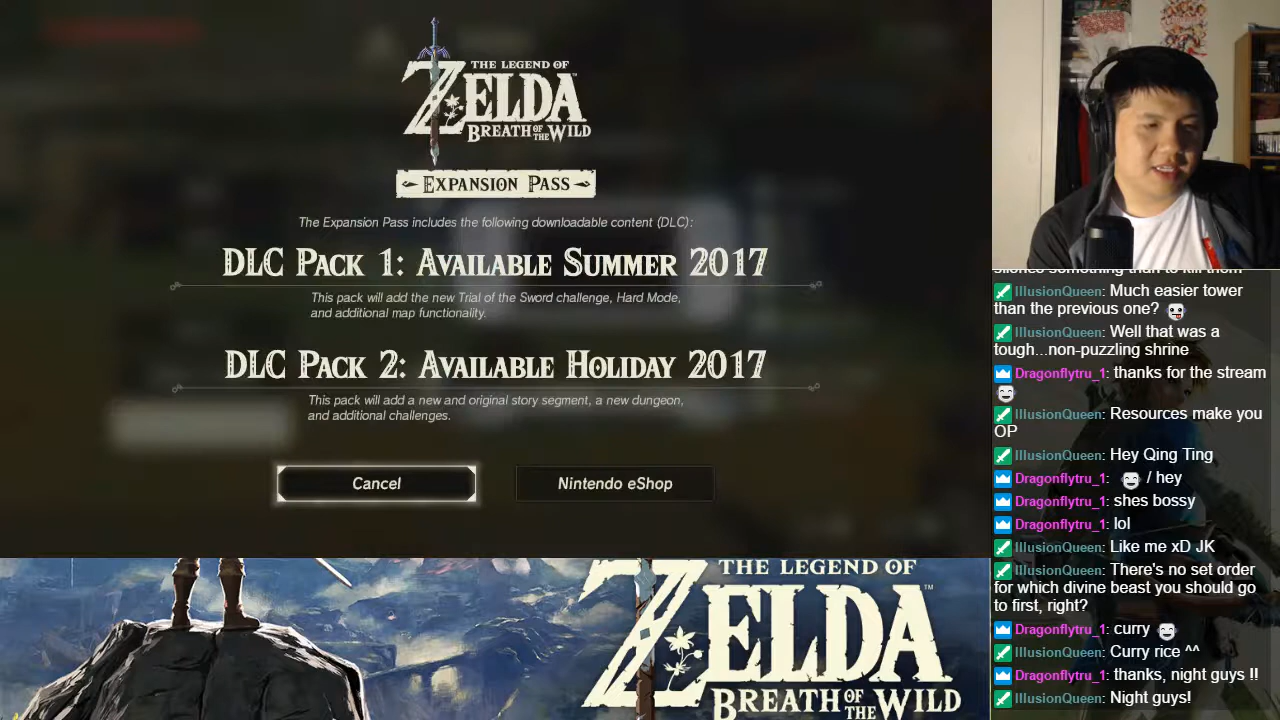 THE LEGEND OF
ZELDA
BREATH OF THE WILD
EXPANSION PASS
The Expansion Pass includes the following downloadable content (DLC):
DLC PACK 1: AVAILABLE SUMMER 2017
This pack will add the new Trial of the Sword challenge, Hard Mode,
and additional map functionality.
DLC PACK 2: AVAILABLE HOLIDAY 2017
This pack will add a new and original story segment, a new dungeon,
and additional challenges.
Cancel
Nintendo eShop
THE LEGEND OF
ZELDA™
BREATH OF THE WILD
something than to kill them
IllusionQueen: Much easier tower
than the previous one?
IllusionQueen: Well that was a
tough...non-puzzling shrine
Dragonflytru_1: thanks for the stream
IllusionQueen: Resources make you
OP
IllusionQueen: Hey Qing Ting
Dragonflytru_1: / hey
Dragonflytru_1: shes bossy
Dragonflytru_1: lol
IllusionQueen: Like me xD JK
IllusionQueen: There's no set order
for which divine beast you should go
to first, right?
Dragonflytru_1: curry
IllusionQueen: Curry rice ^^
Dragonflytru_1: thanks, night guys !!
IllusionQueen: Night guys!